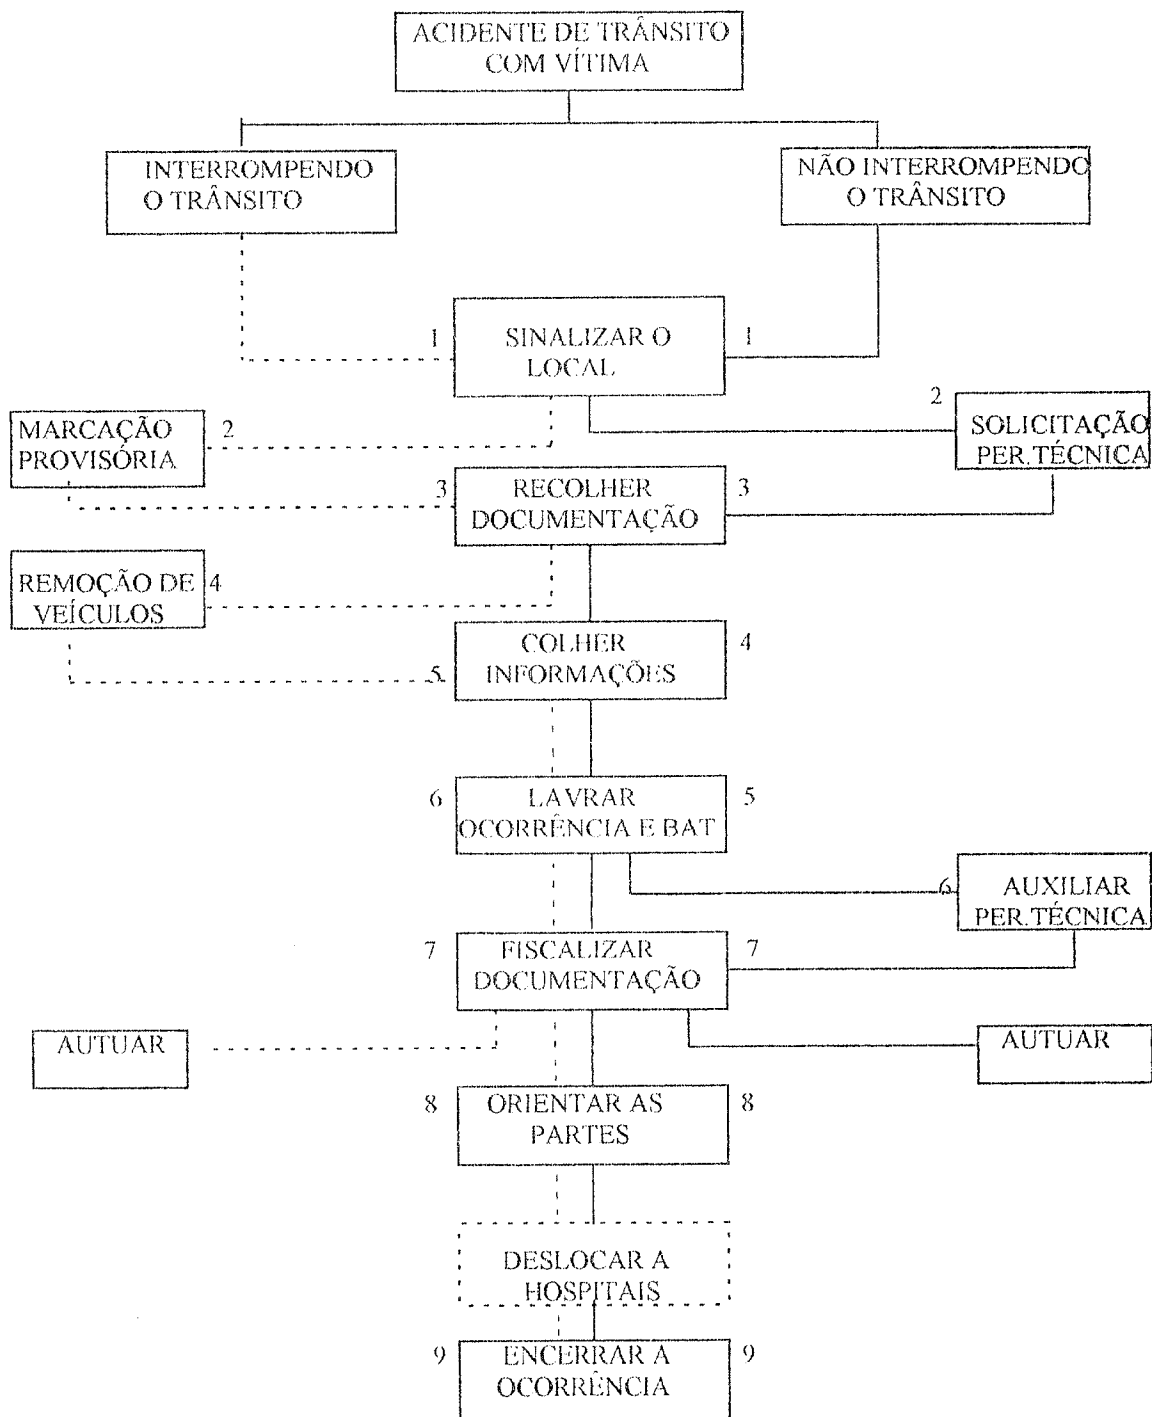 ACIDENTE DE TRÂNSITO
COM VÍTIMA
INTERROMPENDO
O TRÂNSITO
NÃO INTERROMPENDO
O TRÂNSITO
1
SINALIZAR O
LOCAL
1
MARCAÇÃO
PROVISÓRIA
2
2
SOLICITAÇÃO
PER.TÉCNICA
3
RECOLHER
DOCUMENTAÇÃO
3
REMOÇÃO DE
VEÍCULOS
4
5
COLHER
INFORMAÇÕES
4
6
LAVRAR
OCORRÊNCIA E BAT
5
6
AUXILIAR
PER.TÉCNICA
7
FISCALIZAR
DOCUMENTAÇÃO
7
AUTUAR
AUTUAR
8
ORIENTAR AS
PARTES
8
DESLOCAR A
HOSPITAIS
9
ENCERRAR A
OCORRÊNCIA
9